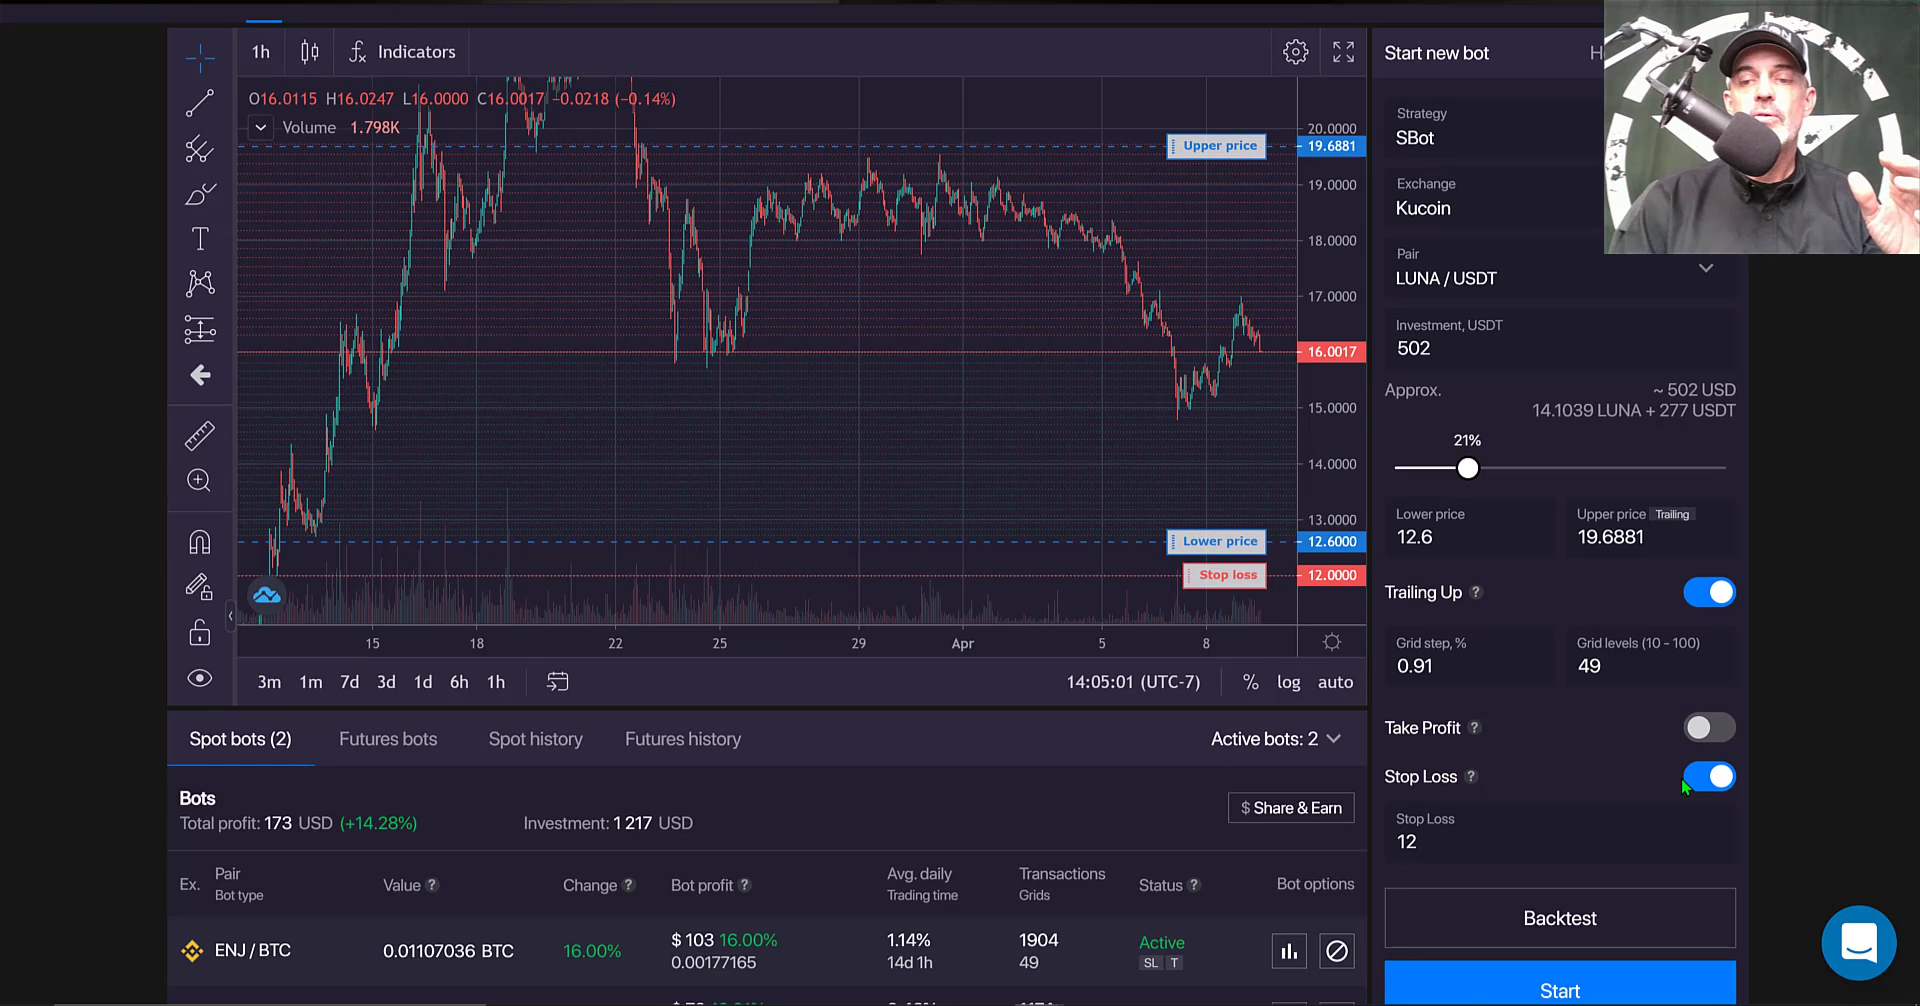 1h
Indicators
Start new bot
H
O16.0115 H16.0247 L16.0000 C16.0017 −0.0218 (−0.14%)
Volume 1.798K
20.0000
Upper price
19.6881
19.0000
18.0000
17.0000
16.0017
15.0000
14.0000
13.0000
Lower price
12.6000
Stop loss
12.0000
15 18 22 25 29 Apr 5 8
3m 1m 7d 3d 1d 6h 1h
14:05:01 (UTC-7)
% log auto
Strategy
SBot
Exchange
Kucoin
Pair
LUNA / USDT
Investment, USDT
502
Approx. ~ 502 USD
14.1039 LUNA + 277 USDT
21%
Lower price
12.6
Upper price Trailing
19.6881
Trailing Up ?
Grid step, %
0.91
Grid levels (10 - 100)
49
Take Profit ?
Stop Loss ?
Stop Loss
12
Backtest
Start
Spot bots (2) Futures bots Spot history Futures history Active bots: 2
Bots
Total profit: 173 USD (+14.28%) Investment: 1 217 USD
$ Share & Earn
Ex.
Pair
Bot type
Value ?
Change ?
Bot profit ?
Avg. daily
Trading time
Transactions
Grids
Status ?
Bot options
ENJ / BTC
0.01107036 BTC
16.00%
$ 103 16.00%
0.00177165
1.14%
14d 1h
1904
49
Active
SL T